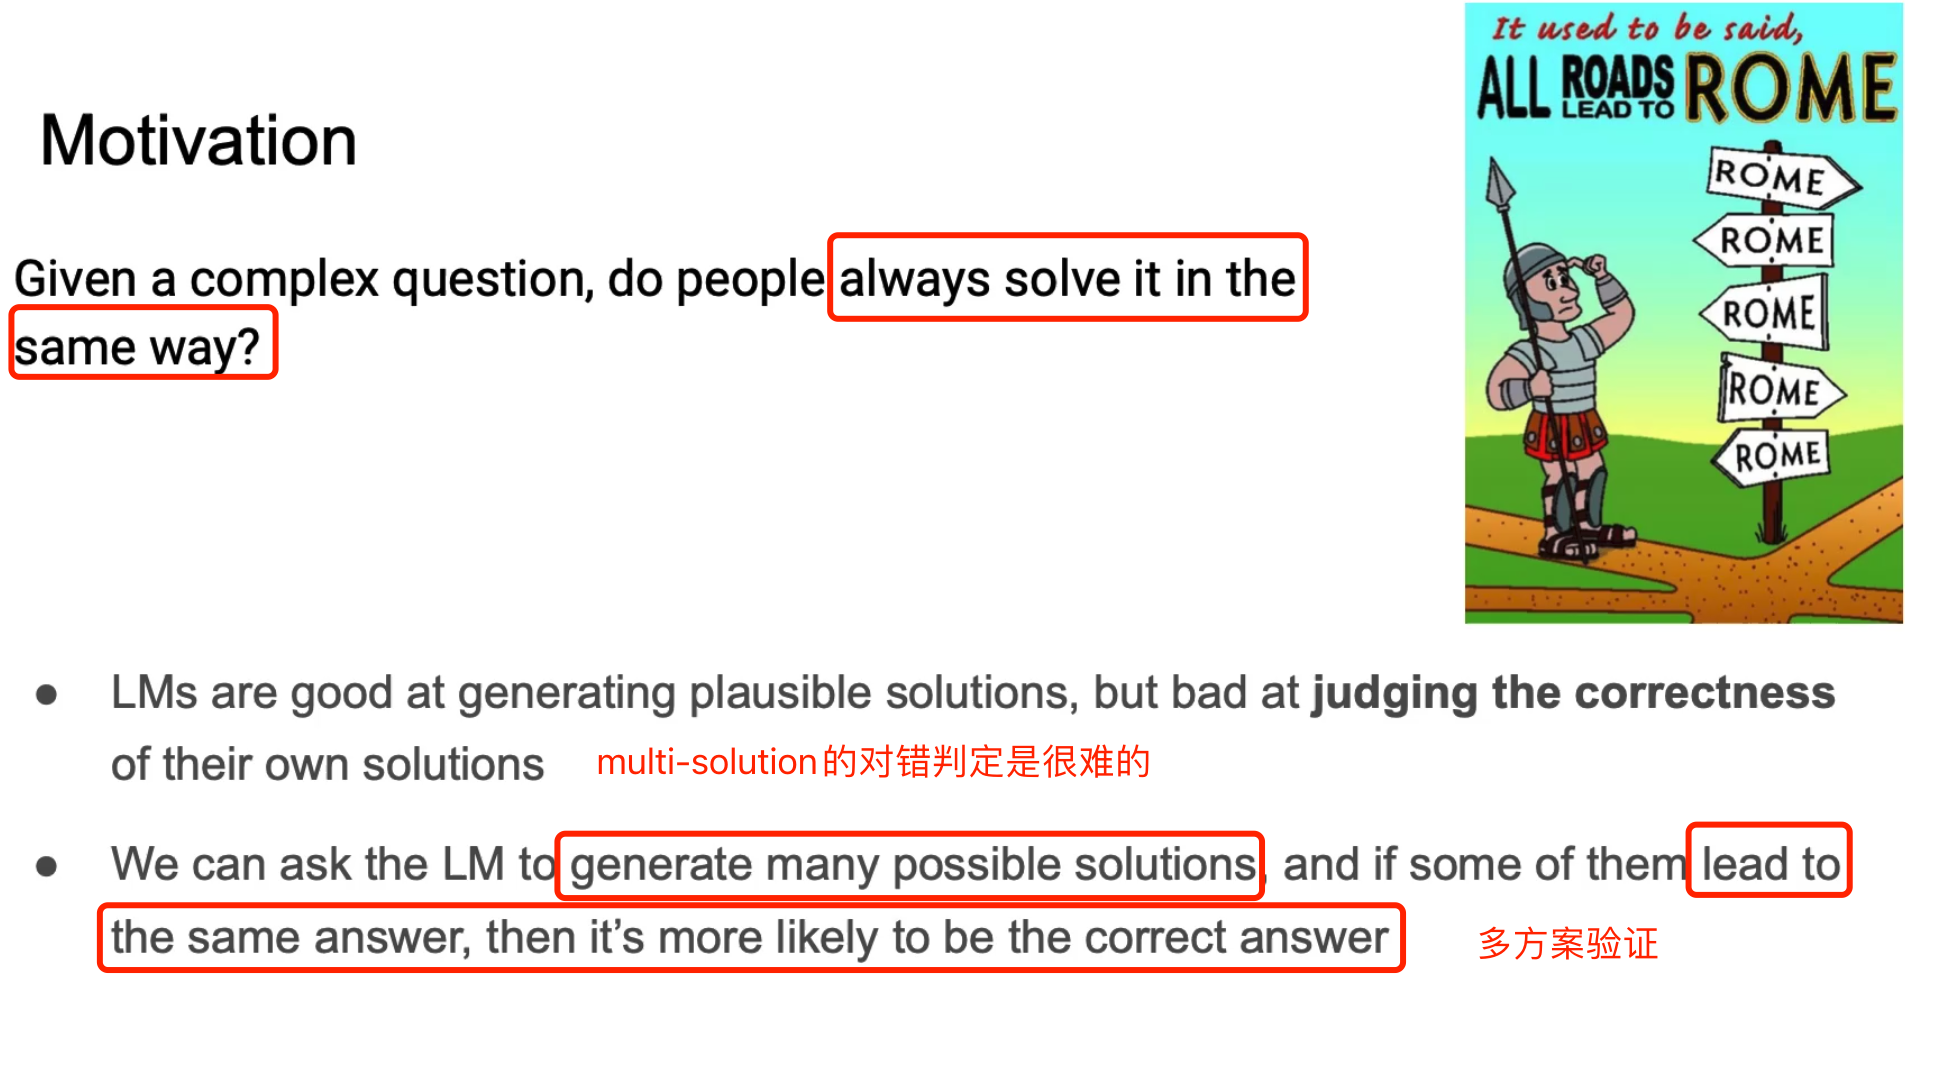 It used to be said,
ALL ROADS LEAD TO ROME
ROME
ROME
ROME
ROME
ROME
Motivation
Given a complex question, do people always solve it in the
same way?
● LMs are good at generating plausible solutions, but bad at judging the correctness
of their own solutions multi-solution的对错判定是很难的
● We can ask the LM to generate many possible solutions, and if some of them lead to
the same answer, then it’s more likely to be the correct answer 多方案验证